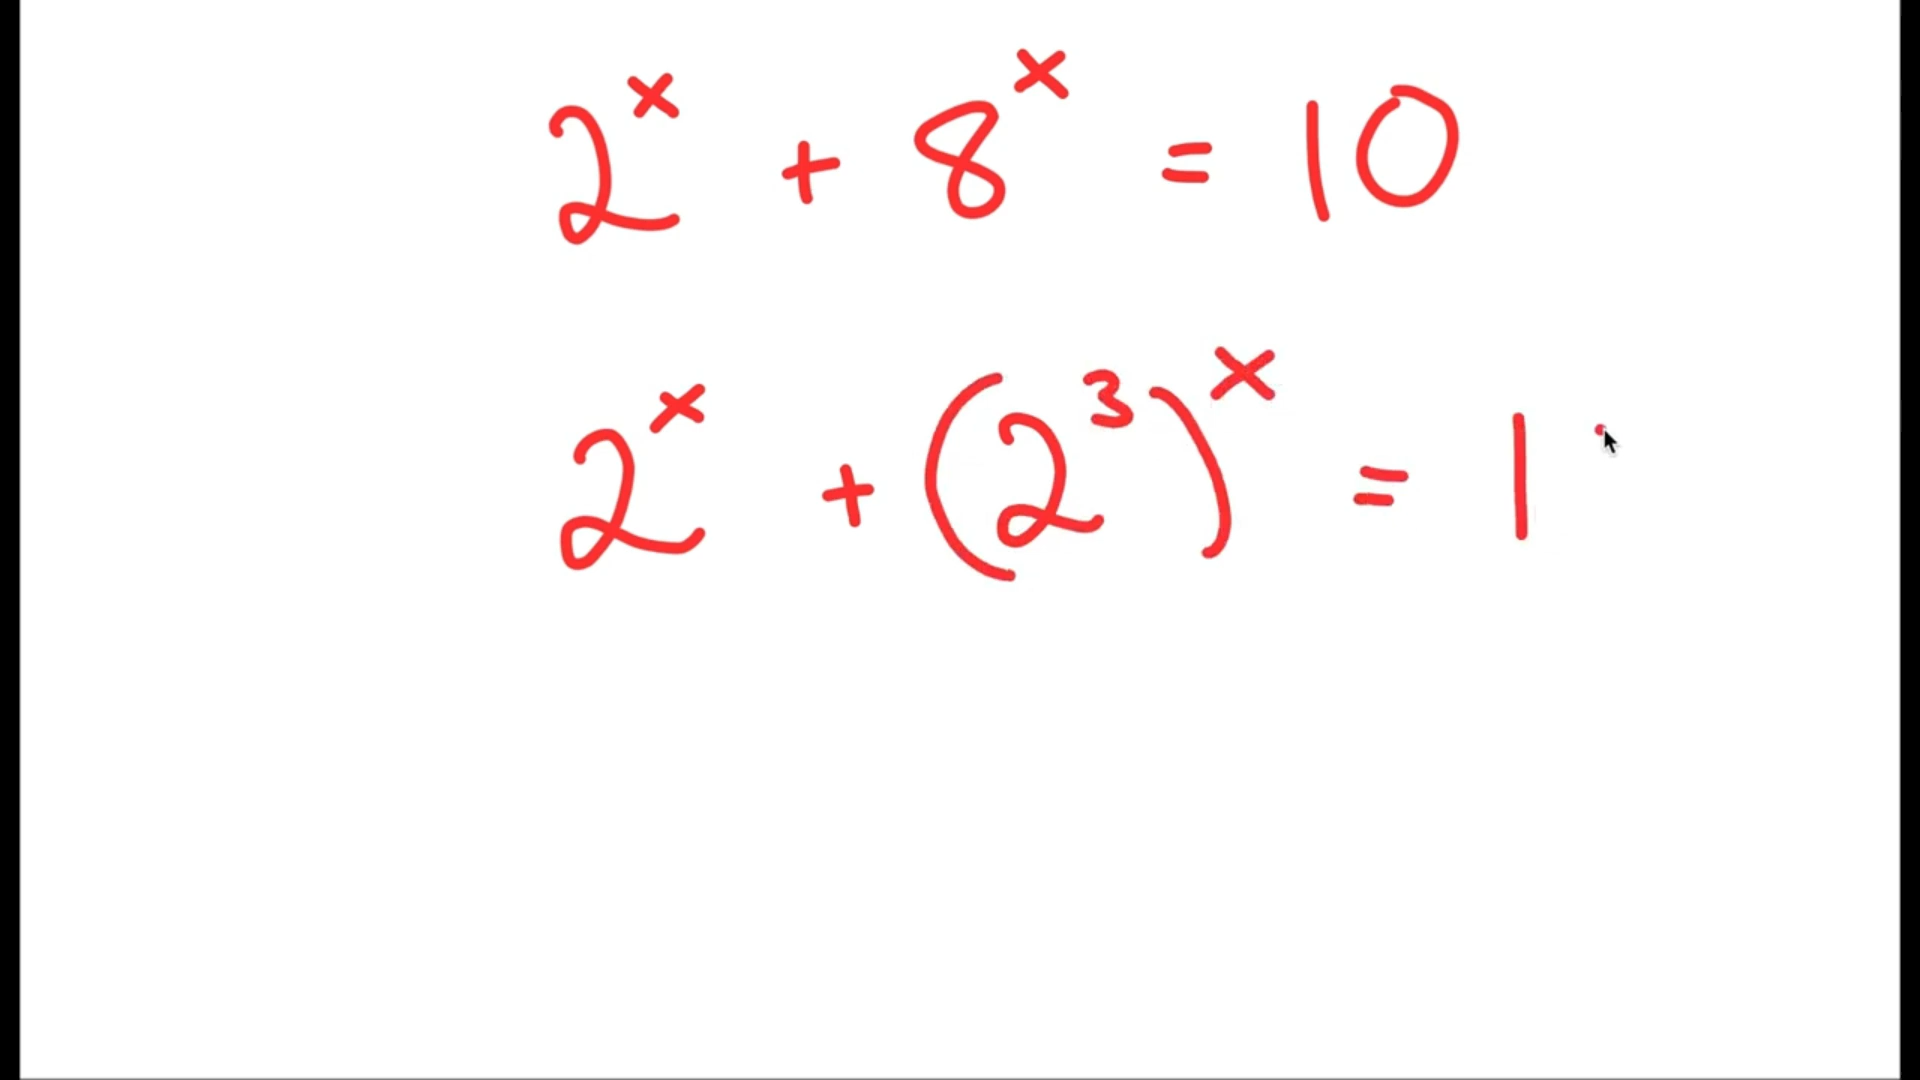 2^x + 8^x = 10
2^x + (2^3)^x = 1